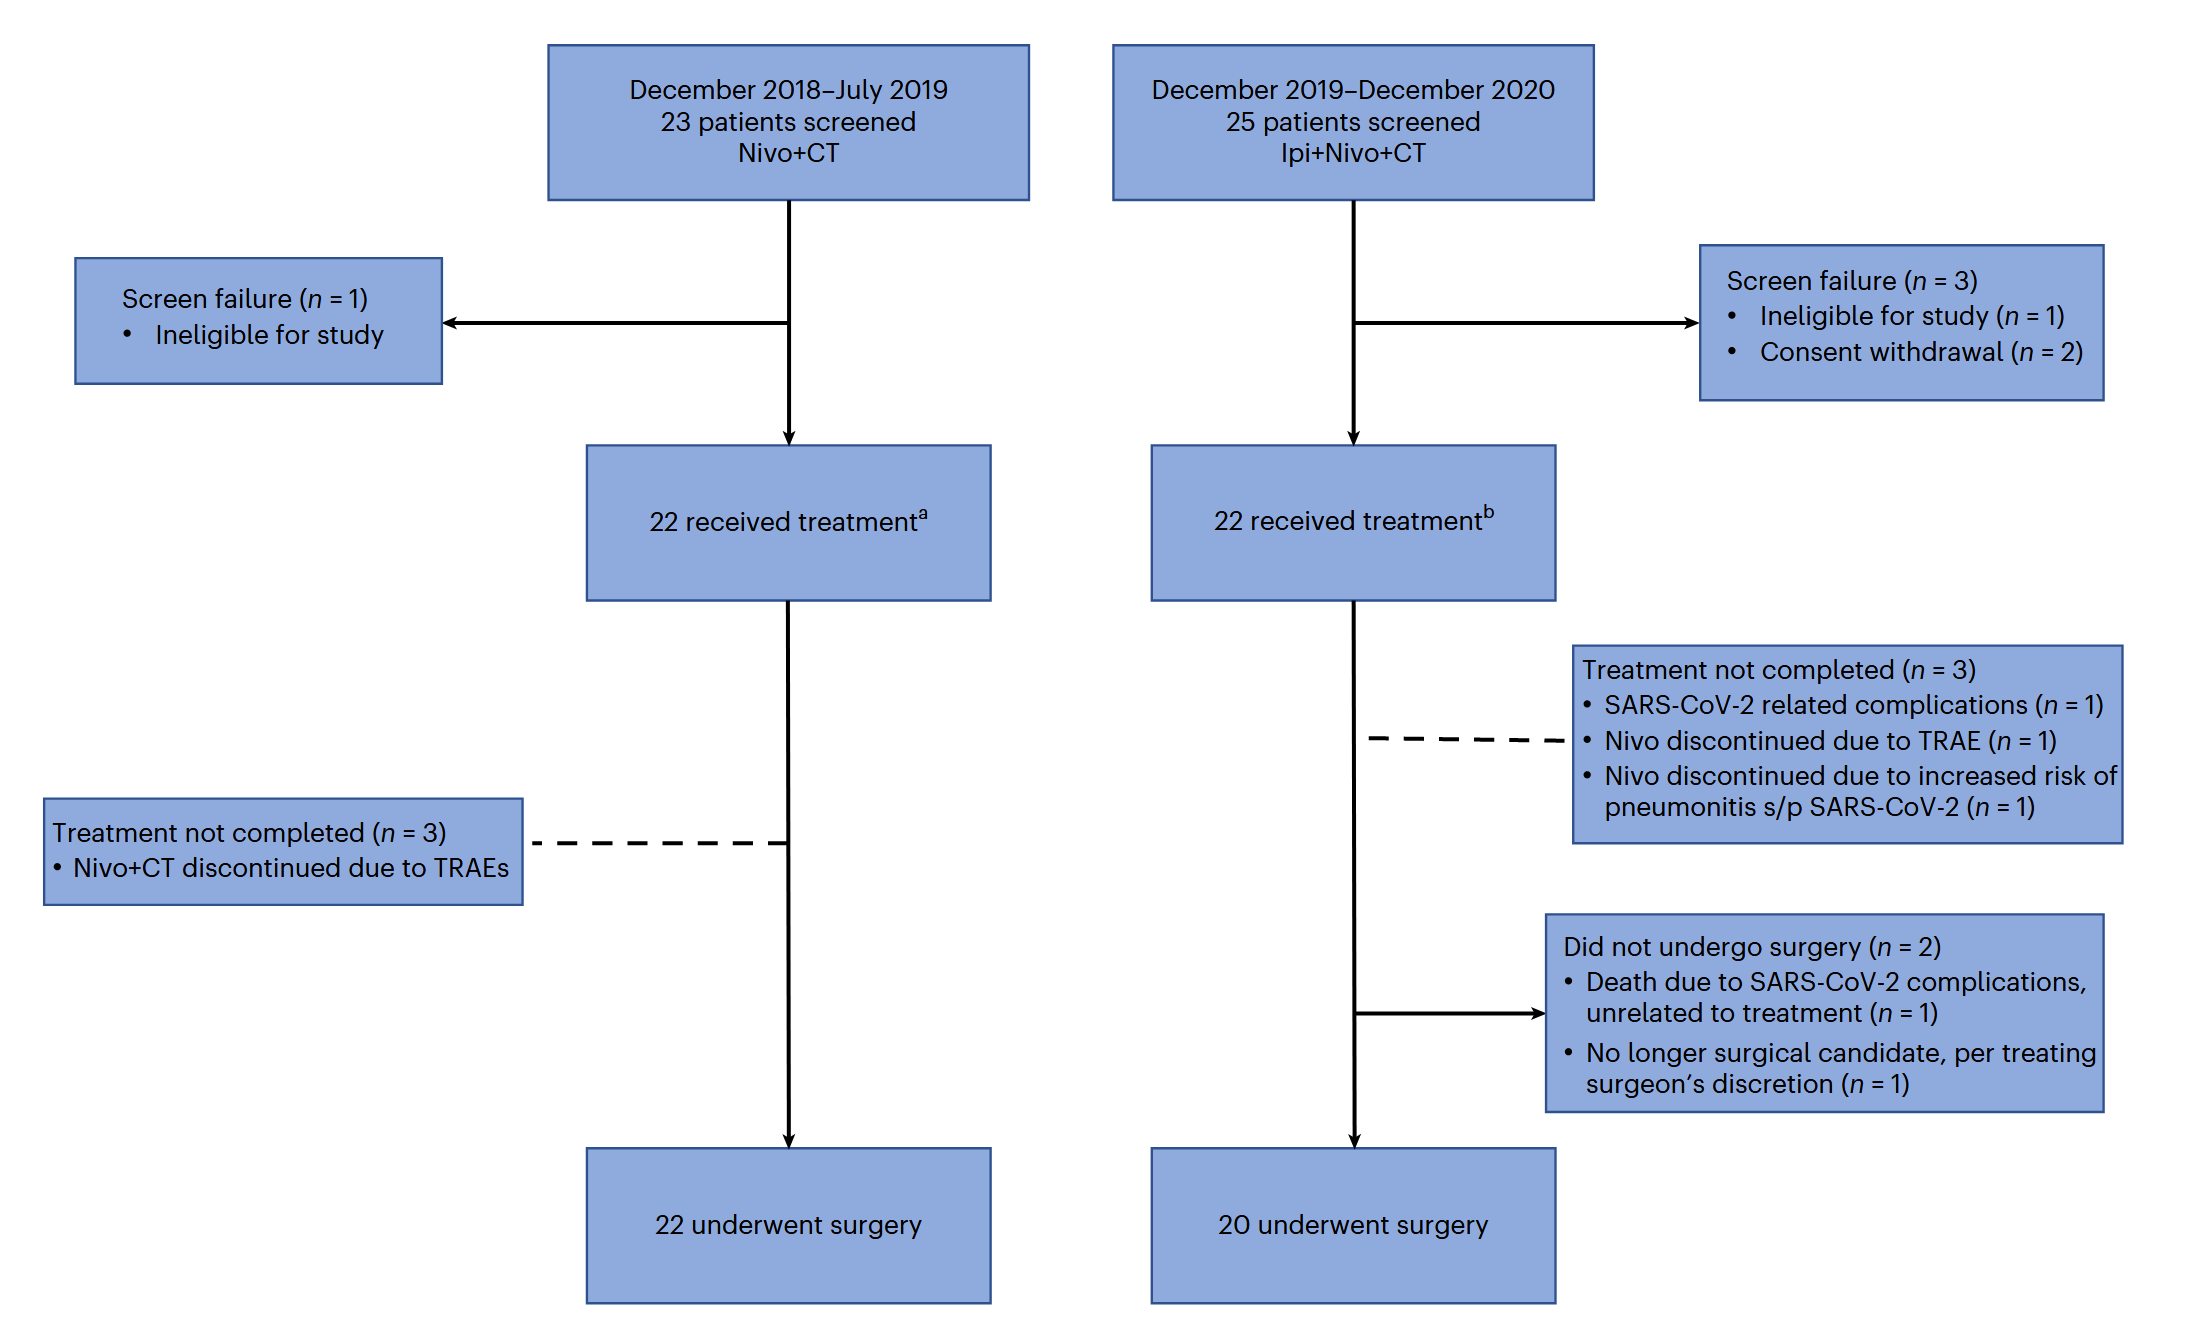 December 2018–July 2019
23 patients screened
Nivo+CT
December 2019–December 2020
25 patients screened
Ipi+Nivo+CT
Screen failure (n = 1)
• Ineligible for study
Screen failure (n = 3)
• Ineligible for study (n = 1)
• Consent withdrawal (n = 2)
22 received treatmentᵃ
22 received treatmentᵇ
Treatment not completed (n = 3)
• SARS-CoV-2 related complications (n = 1)
• Nivo discontinued due to TRAE (n = 1)
• Nivo discontinued due to increased risk of
pneumonitis s/p SARS-CoV-2 (n = 1)
Treatment not completed (n = 3)
• Nivo+CT discontinued due to TRAEs
Did not undergo surgery (n = 2)
• Death due to SARS-CoV-2 complications,
unrelated to treatment (n = 1)
• No longer surgical candidate, per treating
surgeon’s discretion (n = 1)
22 underwent surgery
20 underwent surgery